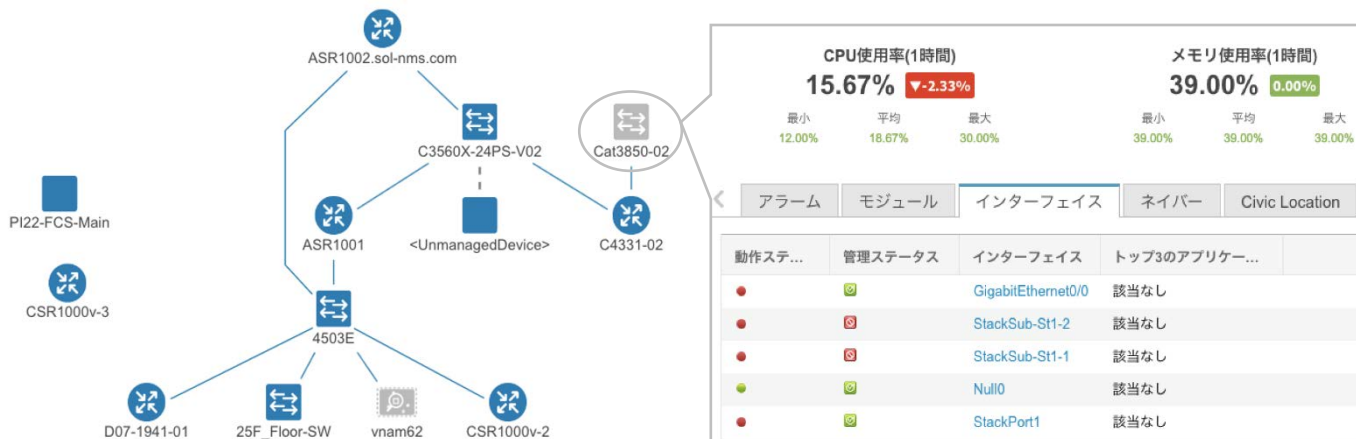 ASR1002.sol-nms.com
C3560X-24PS-V02
Cat3850-02
PI22-FCS-Main
ASR1001
<UnmanagedDevice>
C4331-02
CSR1000v-3
4503E
D07-1941-01
25F_Floor-SW
vnam62
CSR1000v-2
CPU使用率(1時間)
15.67% ▼-2.33%
最小 平均 最大
12.00% 18.67% 30.00%
メモリ使用率(1時間)
39.00% 0.00%
最小 平均 最大
39.00% 39.00% 39.00%
アラーム モジュール インターフェイス ネイバー Civic Location
動作ステ... 管理ステータス インターフェイス トップ3のアプリケー...
GigabitEthernet0/0 該当なし
StackSub-St1-2 該当なし
StackSub-St1-1 該当なし
Null0 該当なし
StackPort1 該当なし